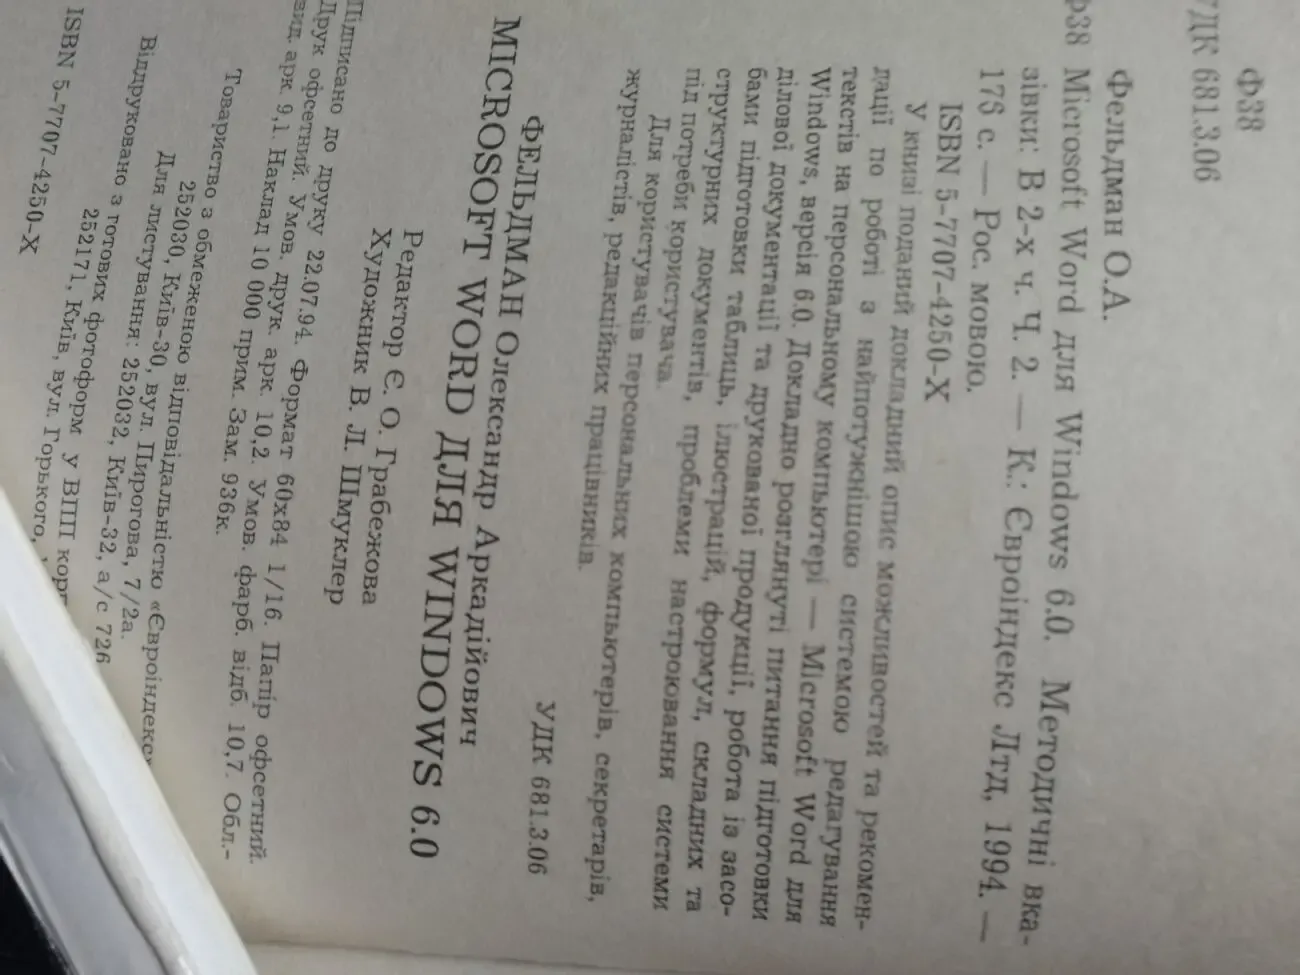 УДК 681.3.06
Ф38
Фельдман О.А.
Ф38 Microsoft Word для Windows 6.0. Методичні вка-
зівки: В 2-х ч. Ч. 2. — К.: Євроіндекс Лтд, 1994. —
176 с. — Рос. мовою.
ISBN 5-7707-4250-X
У книзі поданий докладний опис можливостей та рекомен-
дації по роботі з найпотужнішою системою редагування
текстів на персональному компьютері — Microsoft Word для
Windows, версія 6.0. Докладно розглянуті питання підготовки
ділової документації та друкованої продукції, робота із засо-
бами підготовки таблиць, ілюстрацій, формул, складних та
структурних документів, проблеми настроювання системи
під потреби користувача.
Для користувачів персональних компьютерів, секретарів,
журналістів, редакційних працівників.
УДК 681.3.06
ФЕЛЬДМАН Олександр Аркадійович
MICROSOFT WORD ДЛЯ WINDOWS 6.0
Редактор Є. О. Грабежова
Художник В. Л. Шмуклер
Підписано до друку 22.07.94. Формат 60x84 1/16. Папір офсетний.
Друк офсетний. Умов. друк. арк. 10,2. Умов. фарб. відб. 10,7. Обл.-
вид. арк. 9,1 Наклад 10 000 прим. Зам. 936к.
Товариство з обмеженою відповідальністю «Євроіндекс»
252030, Київ-30, вул. Пирогова, 7/2а.
Для листування: 252032, Київ-32, а/с 726
Віддруковано з готових фотоформ у ВПП
252171, Київ, вул. Горького,
ISBN 5-7707-4250-X